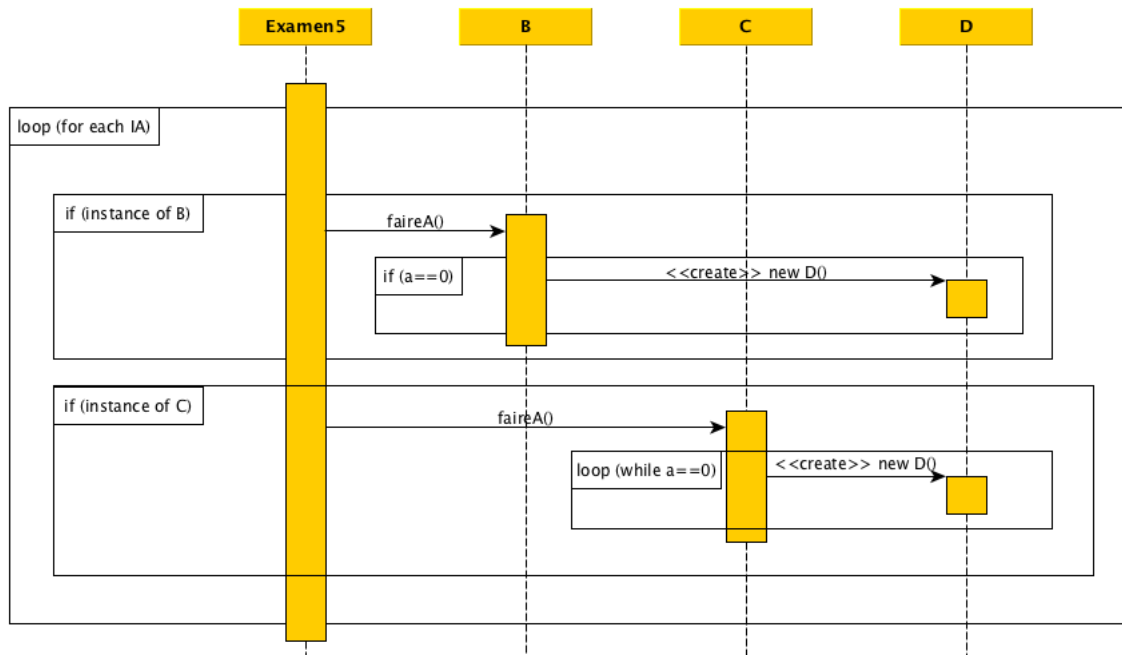 Examen5
B
C
D
loop (for each IA)
if (instance of B)
faireA()
if (a==0)
<<create>> new D()
if (instance of C)
faireA()
loop (while a==0)
<<create>> new D()